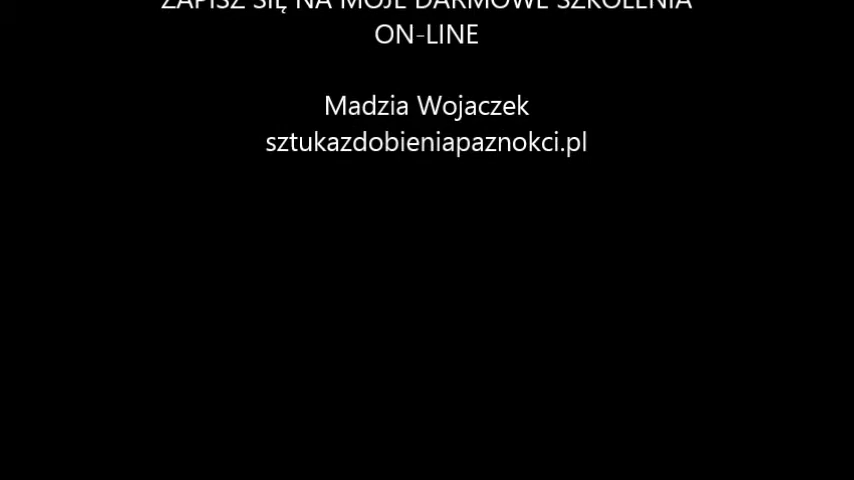 ZAPISZ SIĘ NA MOJE DARMOWE SZKOLENIA
ON-LINE
Madzia Wojaczek
sztukazdobieniapaznokci.pl